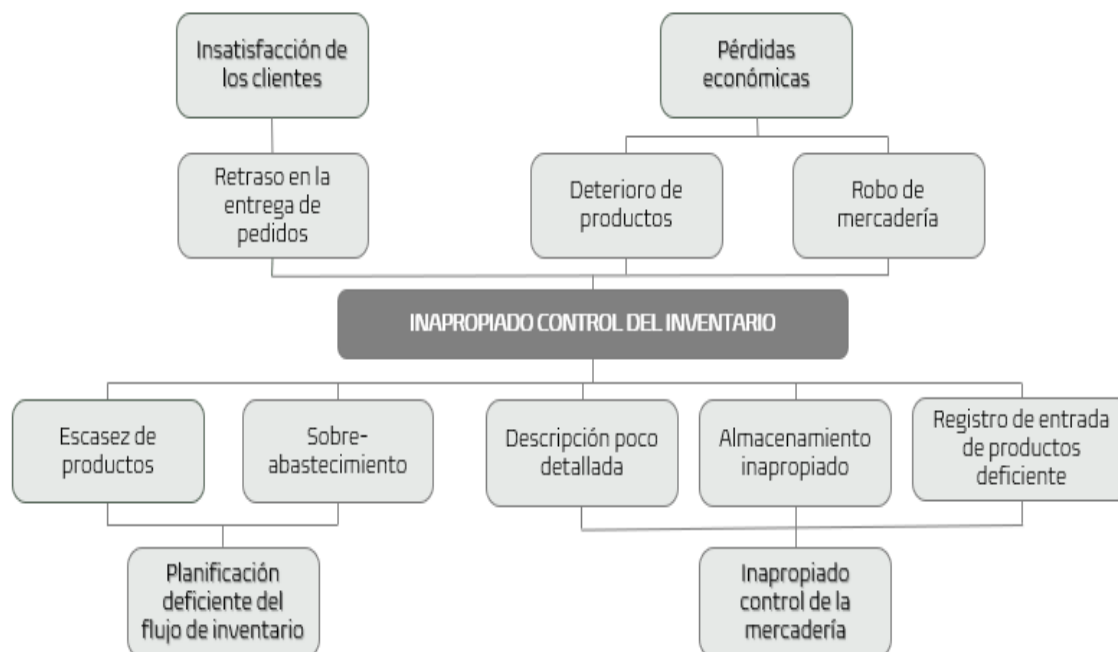 Insatisfacción de
los clientes
Pérdidas
económicas
Retraso en la
entrega de
pedidos
Deterioro de
productos
Robo de
mercadería
INAPROPIADO CONTROL DEL INVENTARIO
Escasez de
productos
Sobre-
abastecimiento
Descripción poco
detallada
Almacenamiento
inapropiado
Registro de entrada
de productos
deficiente
Planificación
deficiente del
flujo de inventario
Inapropiado
control de la
mercadería